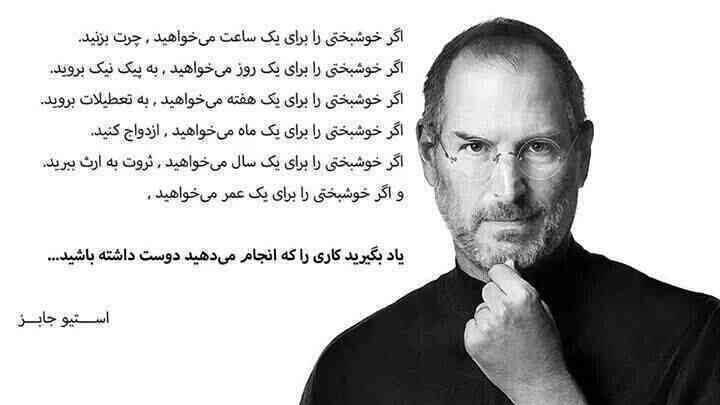 اگر خوشبختی را برای یک ساعت می‌خواهید , چرت بزنید.
اگر خوشبختی را برای یک روز می‌خواهید , به پیک نیک بروید.
اگر خوشبختی را برای یک هفته می‌خواهید , به تعطیلات بروید.
اگر خوشبختی را برای یک ماه می‌خواهید , ازدواج کنید.
اگر خوشبختی را برای یک سال می‌خواهید , ثروت به ارث ببرید.
و اگر خوشبختی را برای یک عمر می‌خواهید ,
یاد بگیرید کاری را که انجام می‌دهید دوست داشته باشید...
اســـتیو جابــز